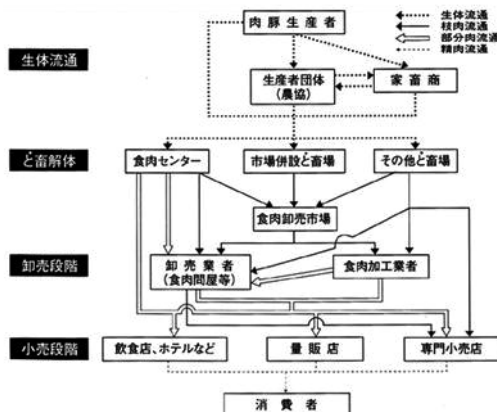 肉豚生産者
生体流通
枝肉流通
部分肉流通
精肉流通
生体流通
生産者団体
(農協)
家畜商
と畜解体
食肉センター
市場併設と畜場
その他と畜場
食肉卸売市場
卸売段階
卸売業者
(食肉問屋等)
食肉加工業者
小売段階
飲食店、ホテルなど
量販店
専門小売店
消費者